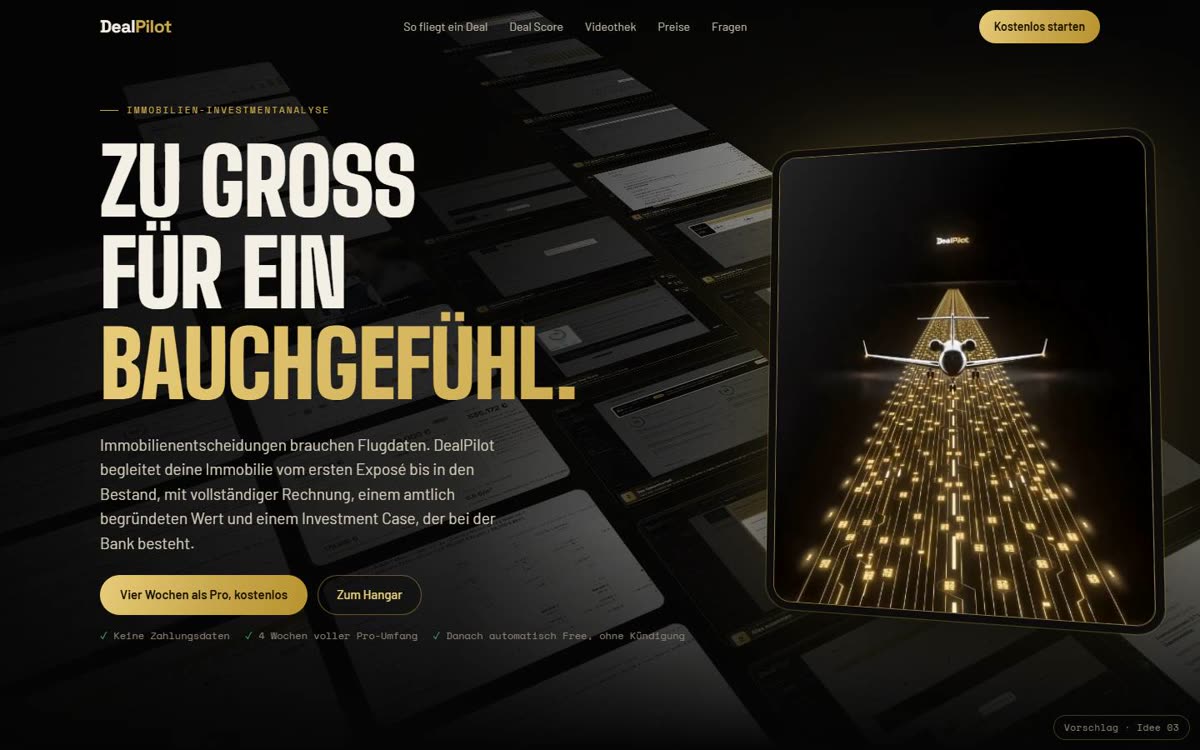 DealPilot
So fliegt ein Deal
Deal Score
Videothek
Preise
Fragen
Kostenlos starten
IMMOBILIEN-INVESTMENTANALYSE
ZU GROSS
FÜR EIN
BAUCHGEFÜHL.
DealPilot
Immobilienentscheidungen brauchen Flugdaten. DealPilot
begleitet deine Immobilie vom ersten Exposé bis in den
Bestand, mit vollständiger Rechnung, einem amtlich
begründeten Wert und einem Investment Case, der bei der
Bank besteht.
Vier Wochen als Pro, kostenlos
Zum Hangar
✓ Keine Zahlungsdaten ✓ 4 Wochen voller Pro-Umfang ✓ Danach automatisch Free, ohne Kündigung
Vorschlag · Idee 03